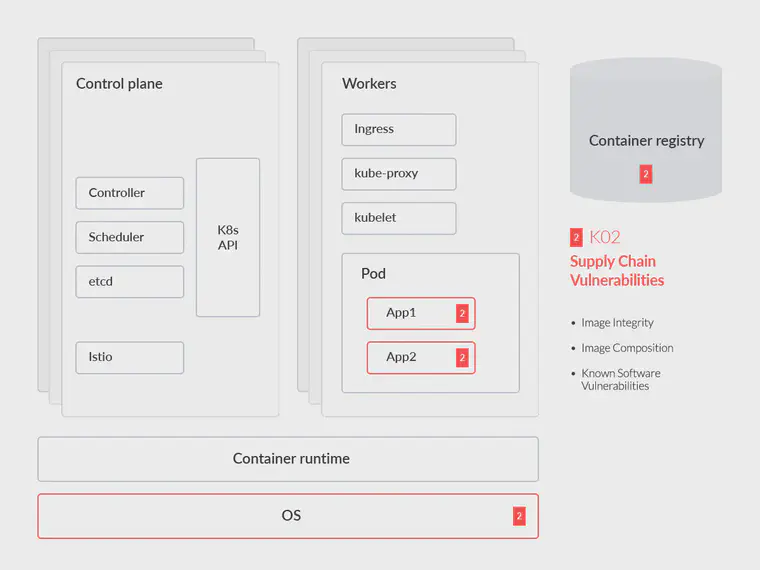 Control plane
Controller
Scheduler
etcd
Istio
K8s
API
Workers
Ingress
kube-proxy
kubelet
Pod
App1 2
App2 2
Container runtime
OS 2
Container registry
2
2 K02
Supply Chain
Vulnerabilities
• Image Integrity
• Image Composition
• Known Software
Vulnerabilities